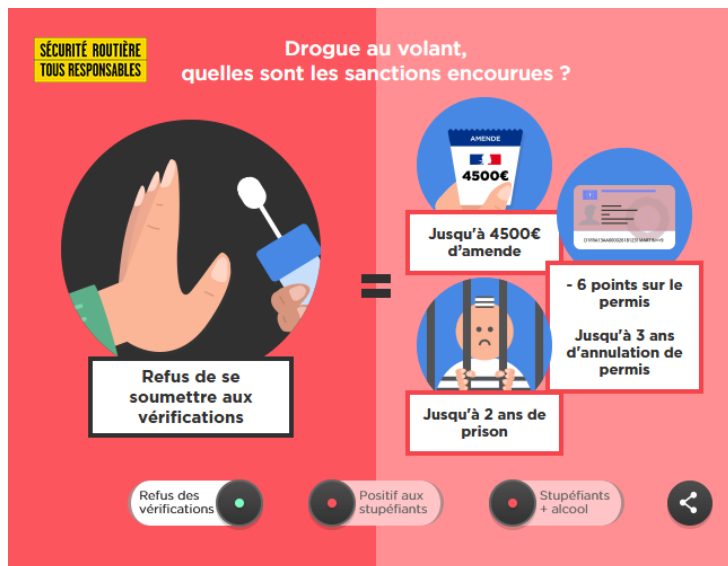 SÉCURITÉ ROUTIÈRE
TOUS RESPONSABLES
Drogue au volant,
quelles sont les sanctions encourues ?
AMENDE
4500€
Jusqu'à 4500€
d'amende
- 6 points sur le
permis
Jusqu'à 3 ans
d'annulation de
permis
Jusqu'à 2 ans de
prison
Refus de se
soumettre aux
vérifications
Refus des
vérifications
Positif aux
stupéfiants
Stupéfiants
+ alcool